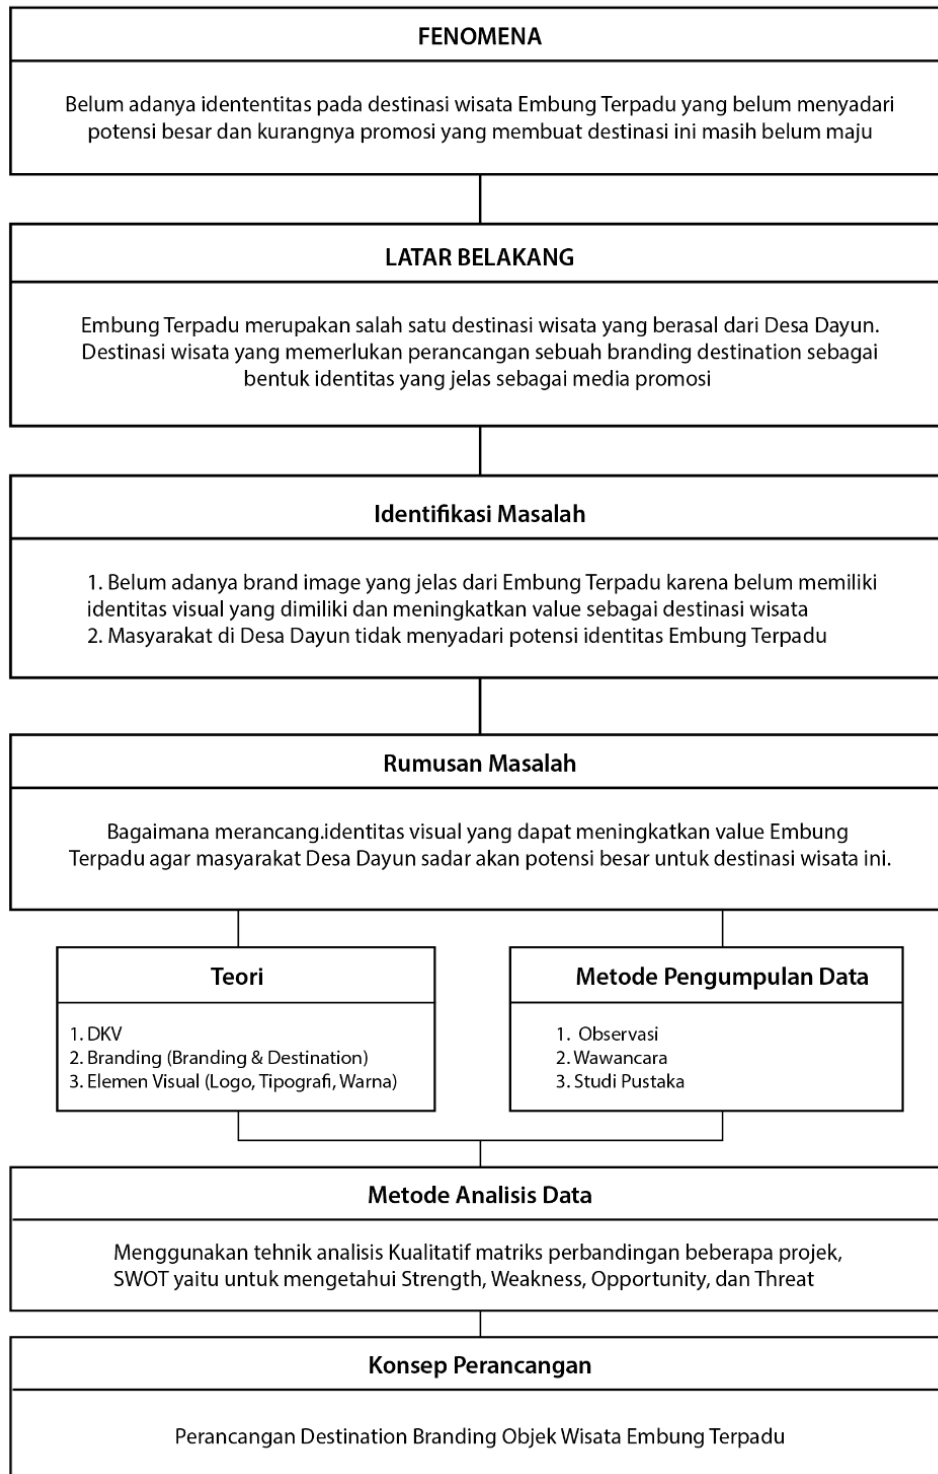 FENOMENA
Belum adanya idententitas pada destinasi wisata Embung Terpadu yang belum menyadari
potensi besar dan kurangnya promosi yang membuat destinasi ini masih belum maju
LATAR BELAKANG
Embung Terpadu merupakan salah satu destinasi wisata yang berasal dari Desa Dayun.
Destinasi wisata yang memerlukan perancangan sebuah branding destination sebagai
bentuk identitas yang jelas sebagai media promosi
Identifikasi Masalah
1. Belum adanya brand image yang jelas dari Embung Terpadu karena belum memiliki
identitas visual yang dimiliki dan meningkatkan value sebagai destinasi wisata
2. Masyarakat di Desa Dayun tidak menyadari potensi identitas Embung Terpadu
Rumusan Masalah
Bagaimana merancang.identitas visual yang dapat meningkatkan value Embung
Terpadu agar masyarakat Desa Dayun sadar akan potensi besar untuk destinasi wisata ini.
Teori
1. DKV
2. Branding (Branding & Destination)
3. Elemen Visual (Logo, Tipografi, Warna)
Metode Pengumpulan Data
1. Observasi
2. Wawancara
3. Studi Pustaka
Metode Analisis Data
Menggunakan tehnik analisis Kualitatif matriks perbandingan beberapa projek,
SWOT yaitu untuk mengetahui Strength, Weakness, Opportunity, dan Threat
Konsep Perancangan
Perancangan Destination Branding Objek Wisata Embung Terpadu